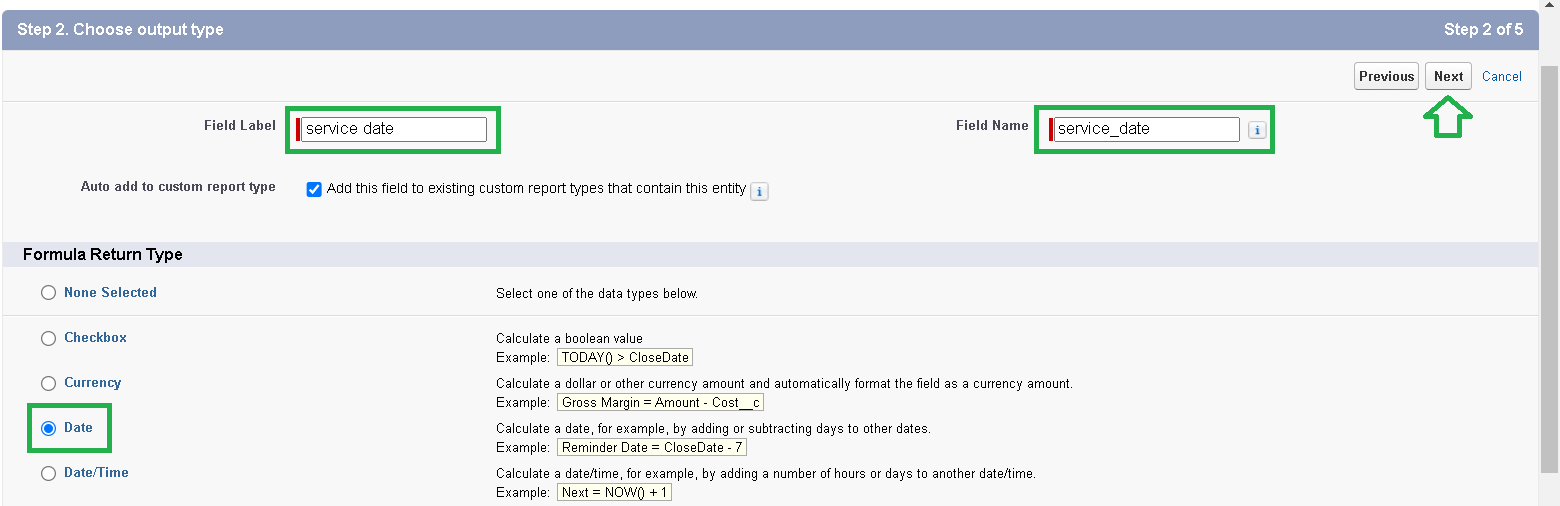 Step 2. Choose output type Step 2 of 5
Previous Next Cancel
Field Label service date Field Name service_date i
Auto add to custom report type Add this field to existing custom report types that contain this entity i
Formula Return Type
None Selected Select one of the data types below.
Checkbox Calculate a boolean value
Example: TODAY() > CloseDate
Currency Calculate a dollar or other currency amount and automatically format the field as a currency amount.
Example: Gross Margin = Amount - Cost__c
Date Calculate a date, for example, by adding or subtracting days to other dates.
Example: Reminder Date = CloseDate - 7
Date/Time Calculate a date/time, for example, by adding a number of hours or days to another date/time.
Example: Next = NOW() + 1